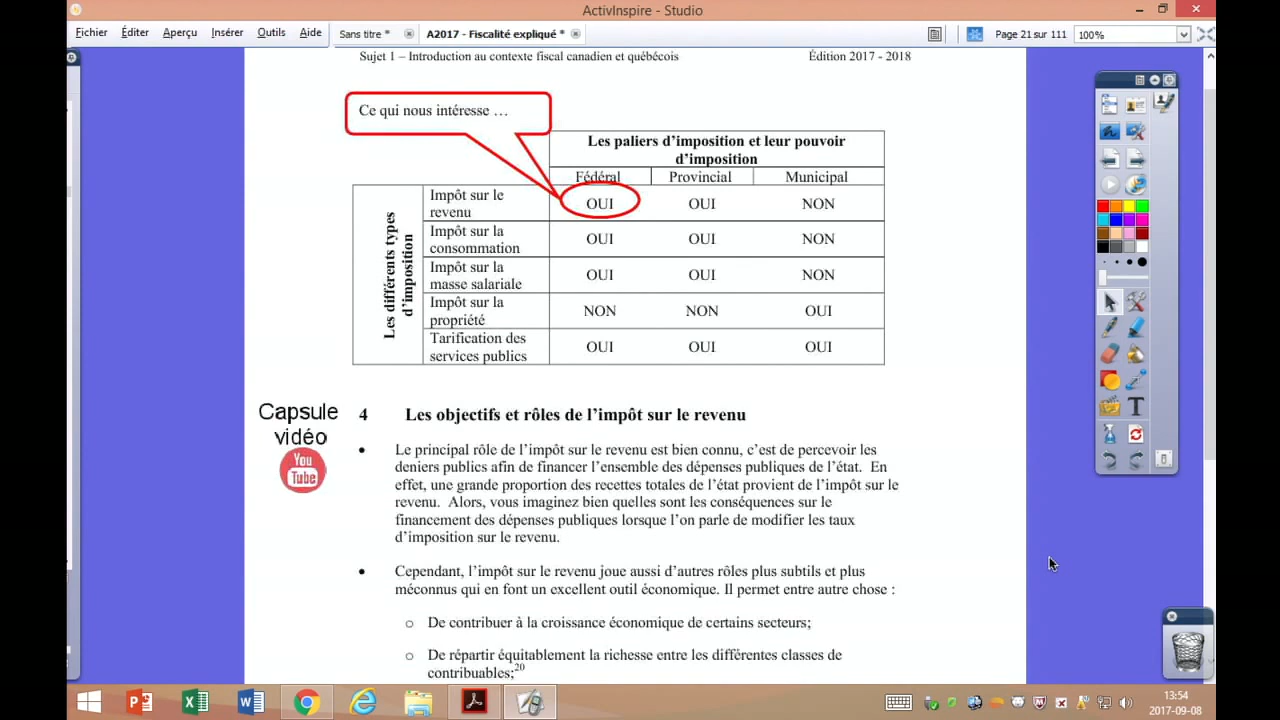 ActivInspire - Studio
Fichier Éditer Aperçu Insérer Outils Aide
Sans titre * A2017 - Fiscalité expliqué *
Page 21 sur 111 100%
Sujet 1 – Introduction au contexte fiscal canadien et québécois Édition 2017 - 2018
Ce qui nous intéresse …
Les paliers d’imposition et leur pouvoir
d’imposition
Fédéral Provincial Municipal
Les différents types
d’imposition
Impôt sur le
revenu
OUI OUI NON
Impôt sur la
consommation
OUI OUI NON
Impôt sur la
masse salariale
OUI OUI NON
Impôt sur la
propriété
NON NON OUI
Tarification des
services publics
OUI OUI OUI
Capsule
vidéo
You
Tube
4 Les objectifs et rôles de l’impôt sur le revenu
• Le principal rôle de l’impôt sur le revenu est bien connu, c’est de percevoir les
deniers publics afin de financer l’ensemble des dépenses publiques de l’état. En
effet, une grande proportion des recettes totales de l’état provient de l’impôt sur le
revenu. Alors, vous imaginez bien quelles sont les conséquences sur le
financement des dépenses publiques lorsque l’on parle de modifier les taux
d’imposition sur le revenu.
• Cependant, l’impôt sur le revenu joue aussi d’autres rôles plus subtils et plus
méconnus qui en font un excellent outil économique. Il permet entre autre chose :
o De contribuer à la croissance économique de certains secteurs;
o De répartir équitablement la richesse entre les différentes classes de
contribuables;20
13:54
2017-09-08